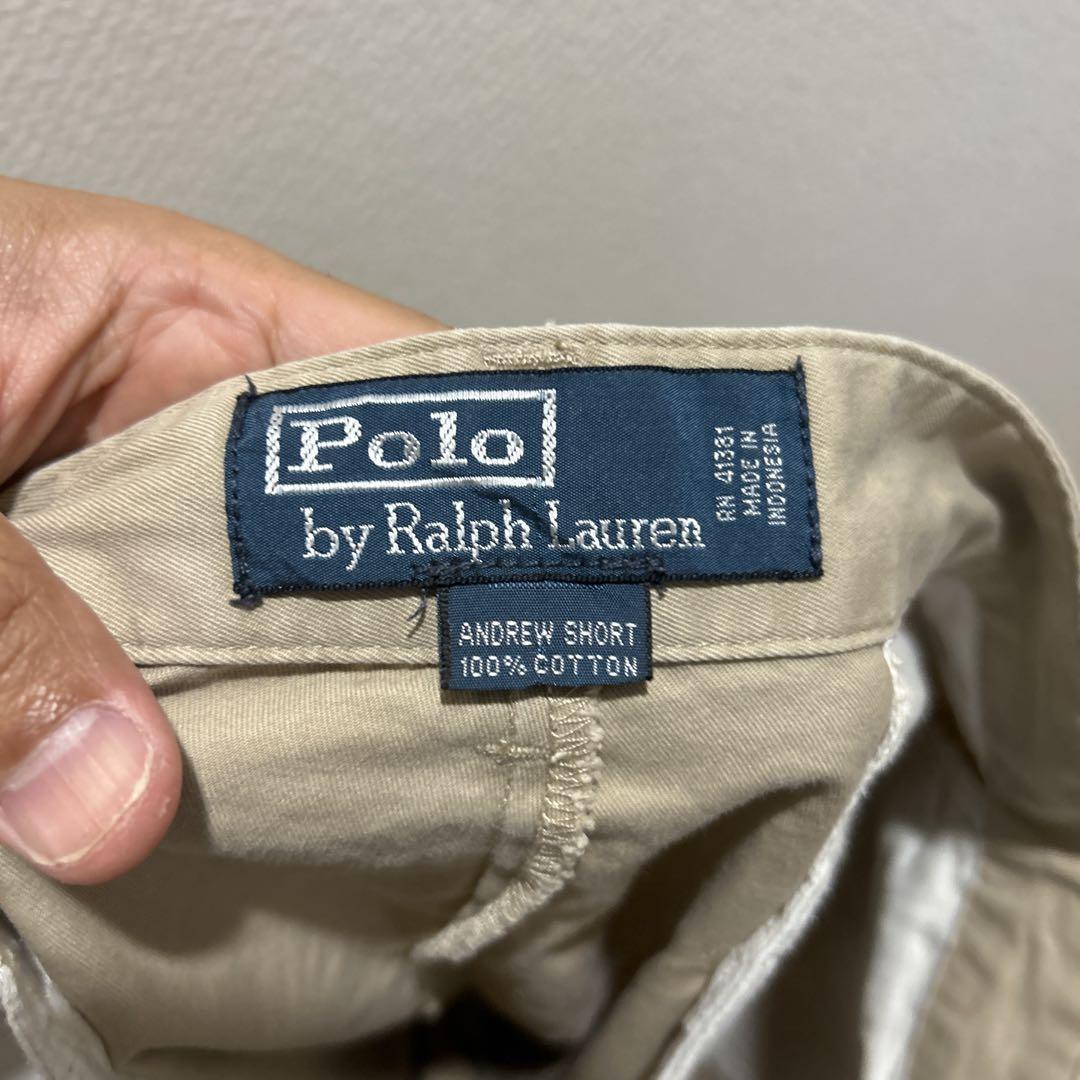 Polo
by Ralph Lauren
RN 41381
MADE IN
INDONESIA
ANDREW SHORT
100% COTTON